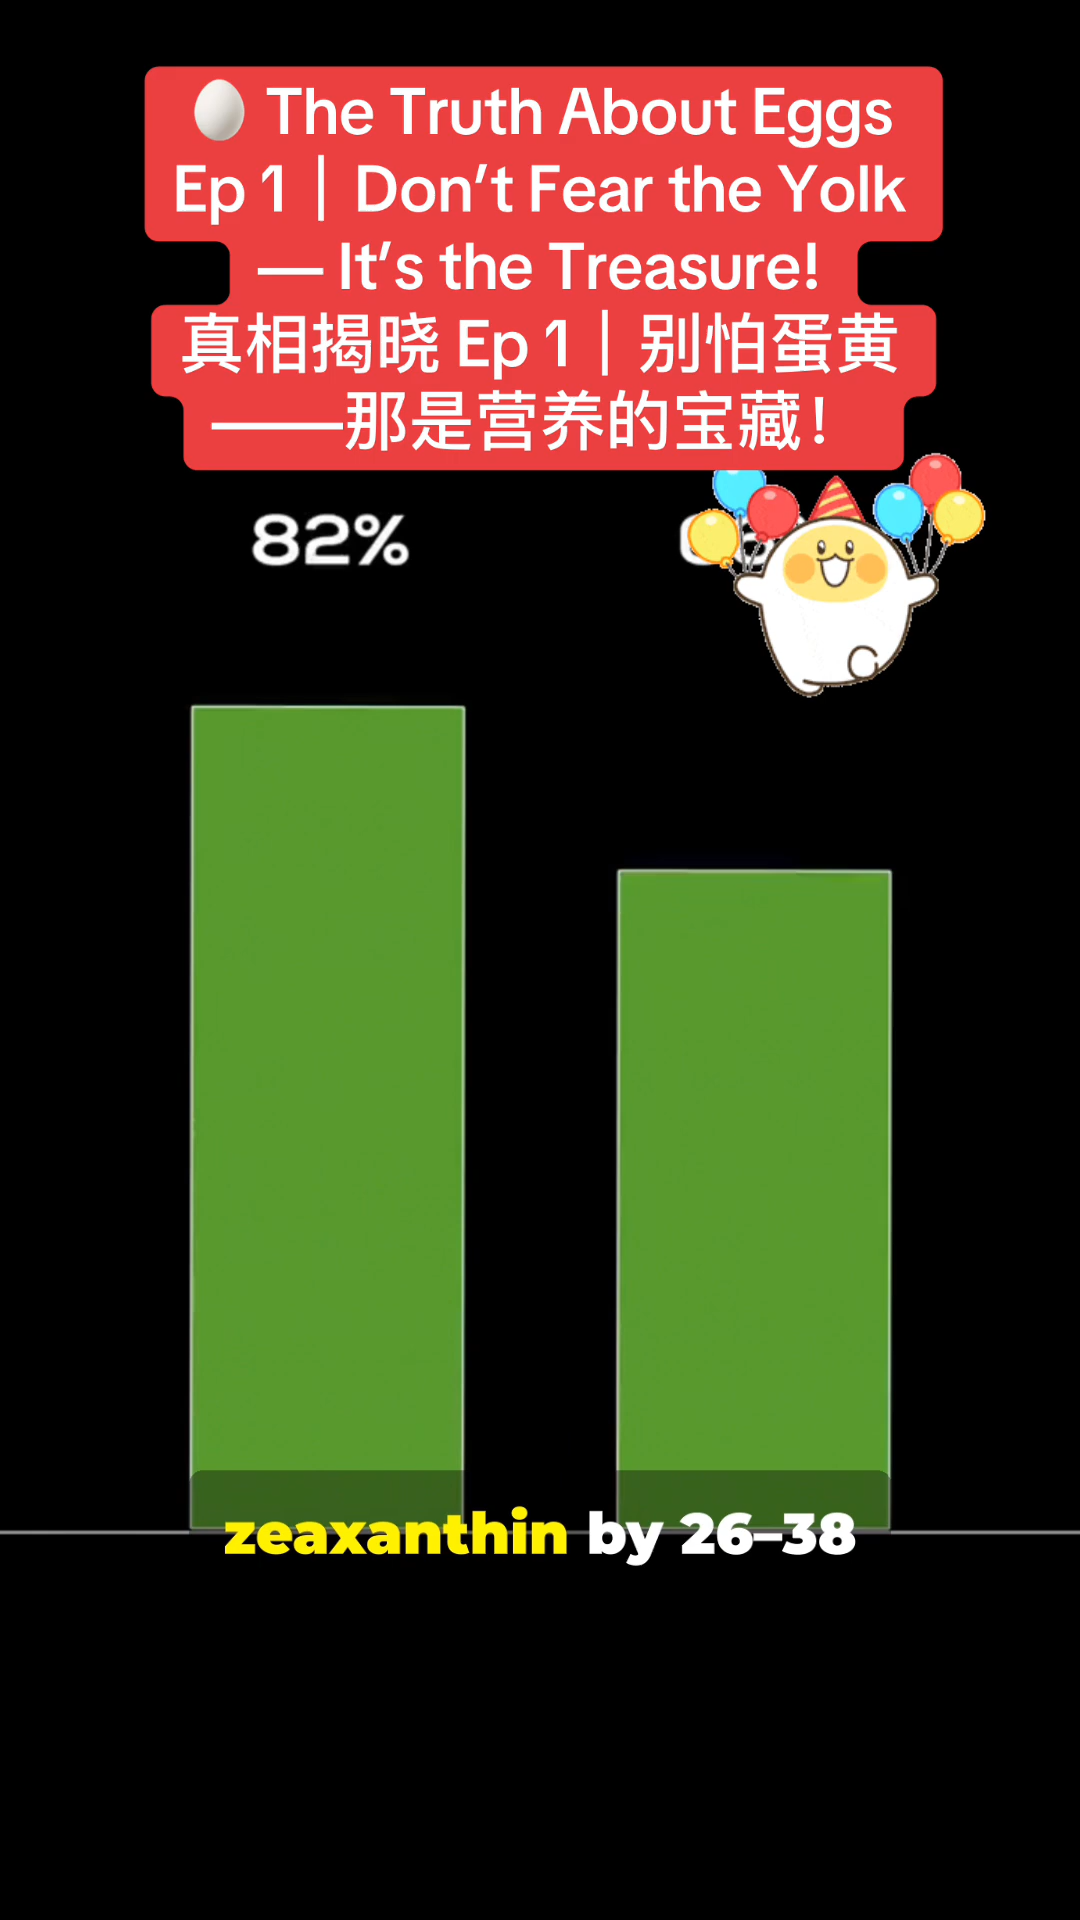 The Truth About Eggs
Ep 1｜Don’t Fear the Yolk
— It’s the Treasure!
真相揭晓 Ep 1｜别怕蛋黄
——那是营养的宝藏！
82%
zeaxanthin by 26–38